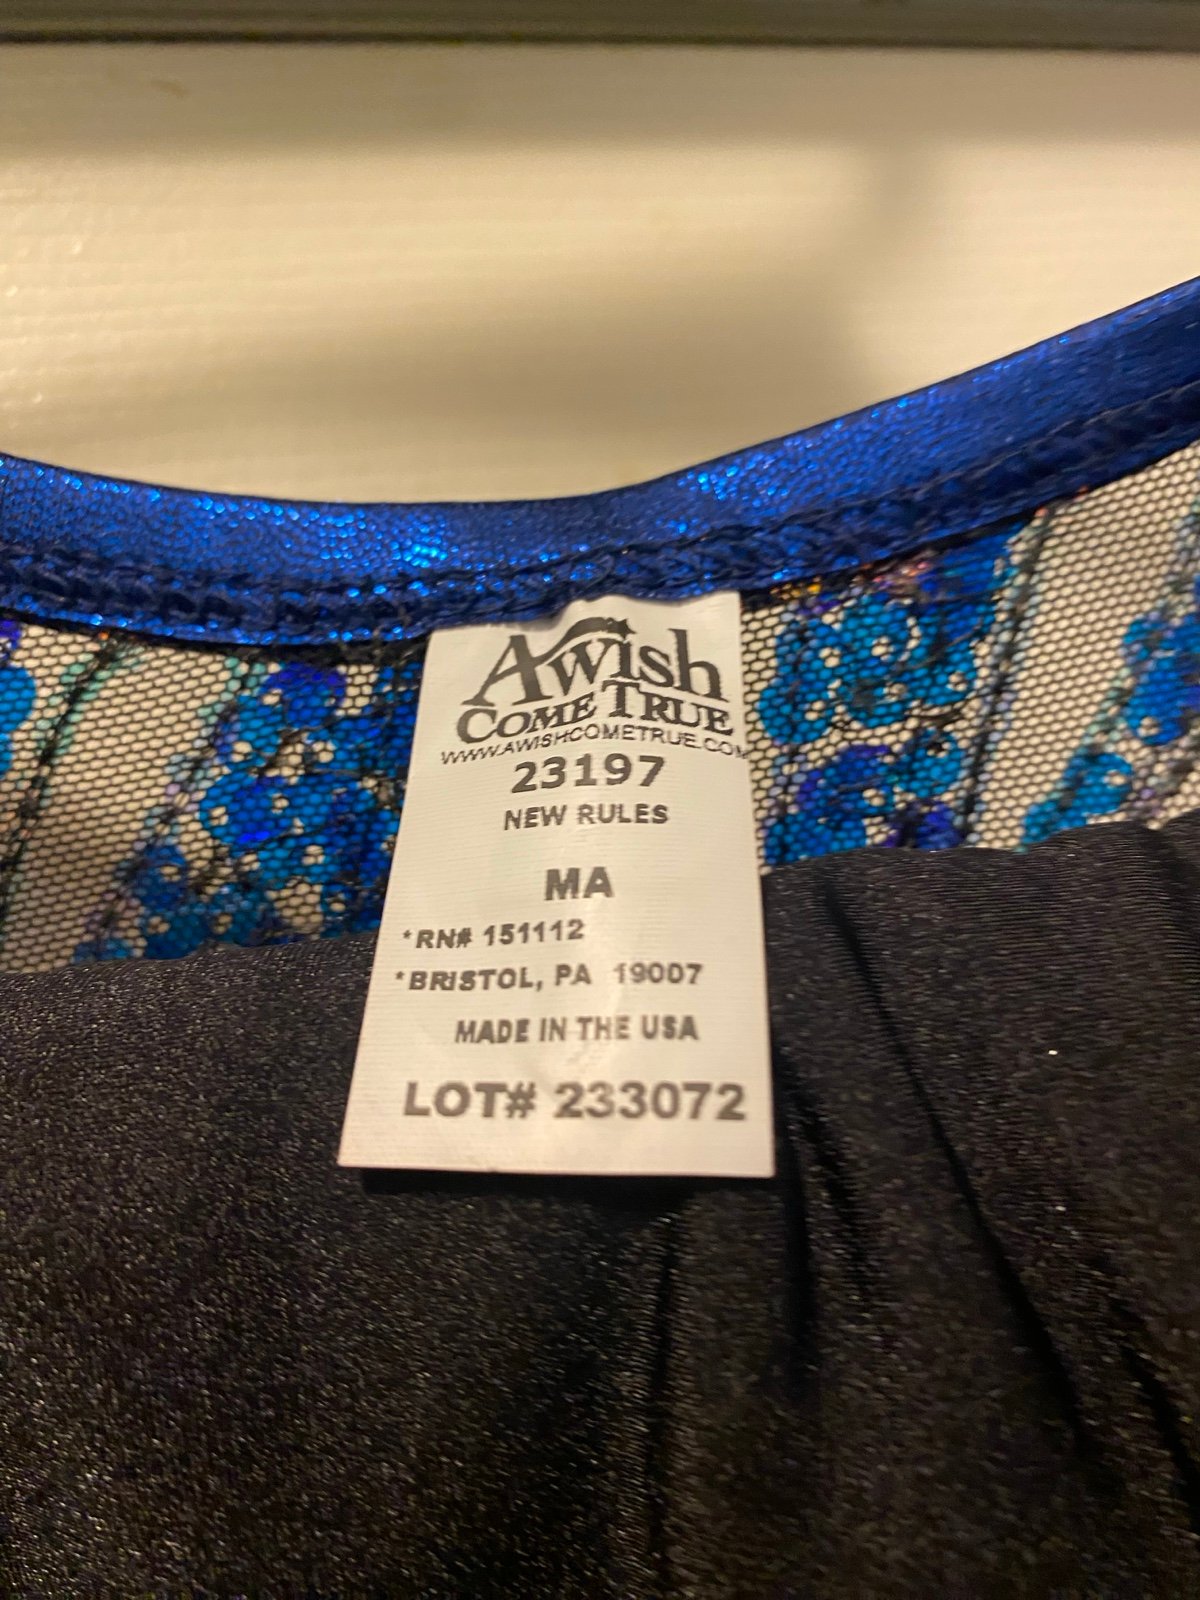 A Wish
COME TRUE
WWW.AWISHCOMETRUE.COM
23197
NEW RULES
MA
*RN# 151112
*BRISTOL, PA 19007
MADE IN THE USA
LOT# 233072